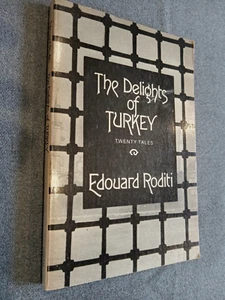 The Delights
of
TURKEY
TWENTY TALES
Edouard Roditi